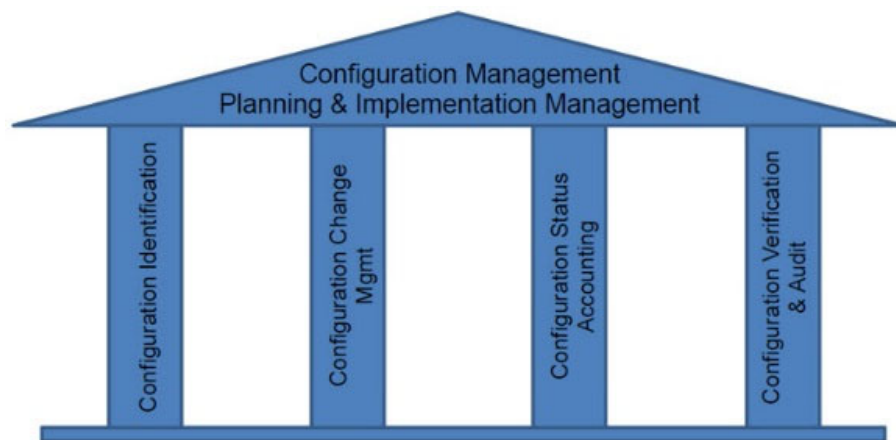 Configuration Management
Planning & Implementation Management
Configuration Identification
Configuration Change
Mgmt
Configuration Status
Accounting
Configuration Verification
& Audit